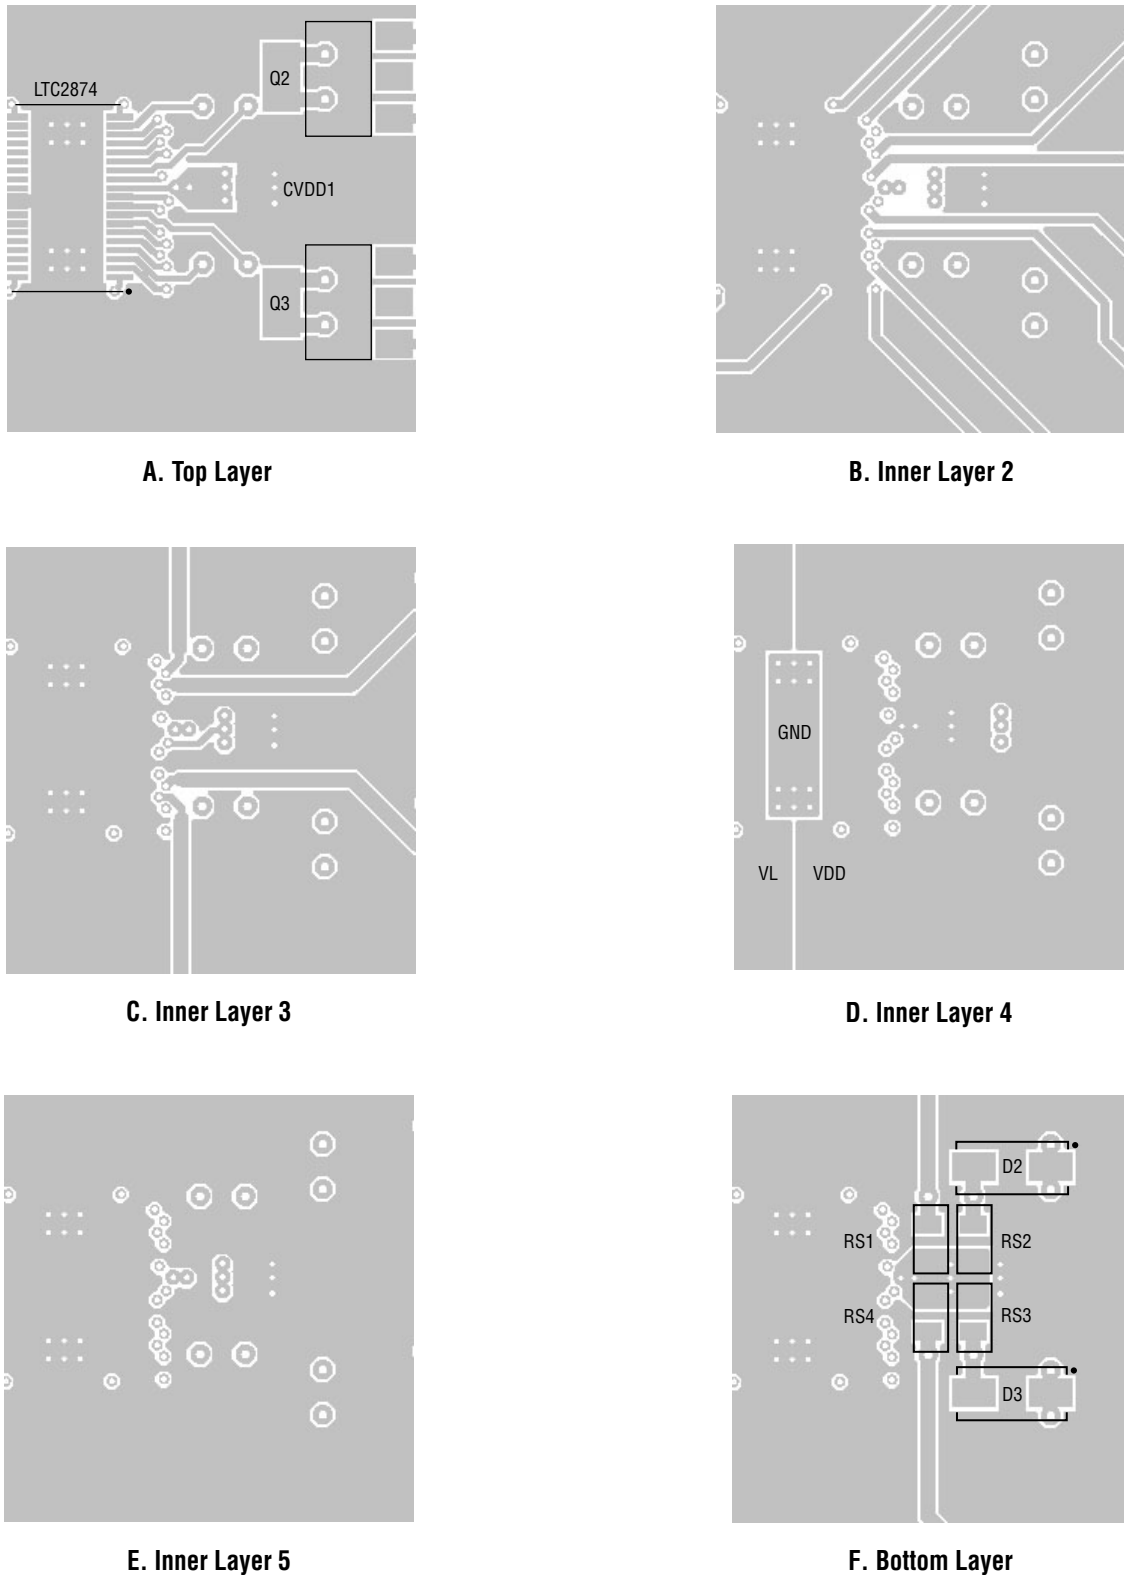 LTC2874
Q2
CVDD1
Q3
A. Top Layer
B. Inner Layer 2
C. Inner Layer 3
GND
VL
VDD
D. Inner Layer 4
E. Inner Layer 5
D2
RS1
RS2
RS4
RS3
D3
F. Bottom Layer